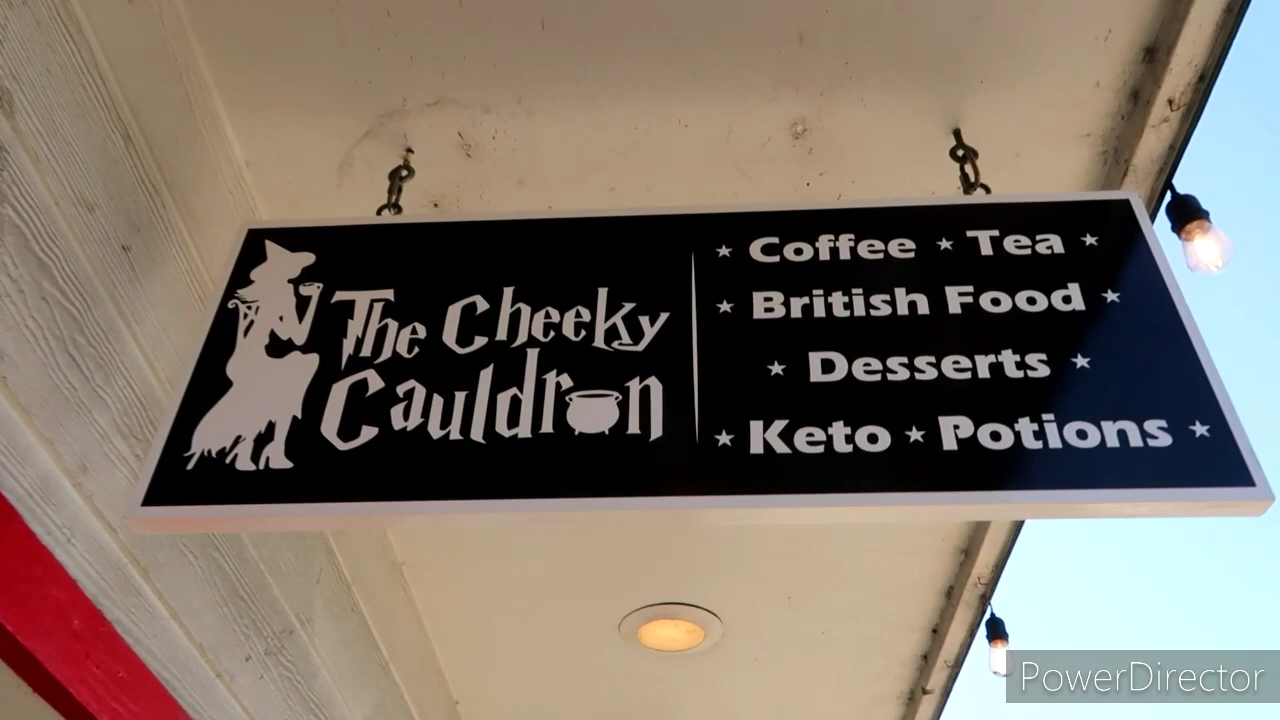 The Cheeky
Cauldron
★ Coffee ★ Tea ★
★ British Food ★
★ Desserts ★
★ Keto ★ Potions ★
PowerDirector